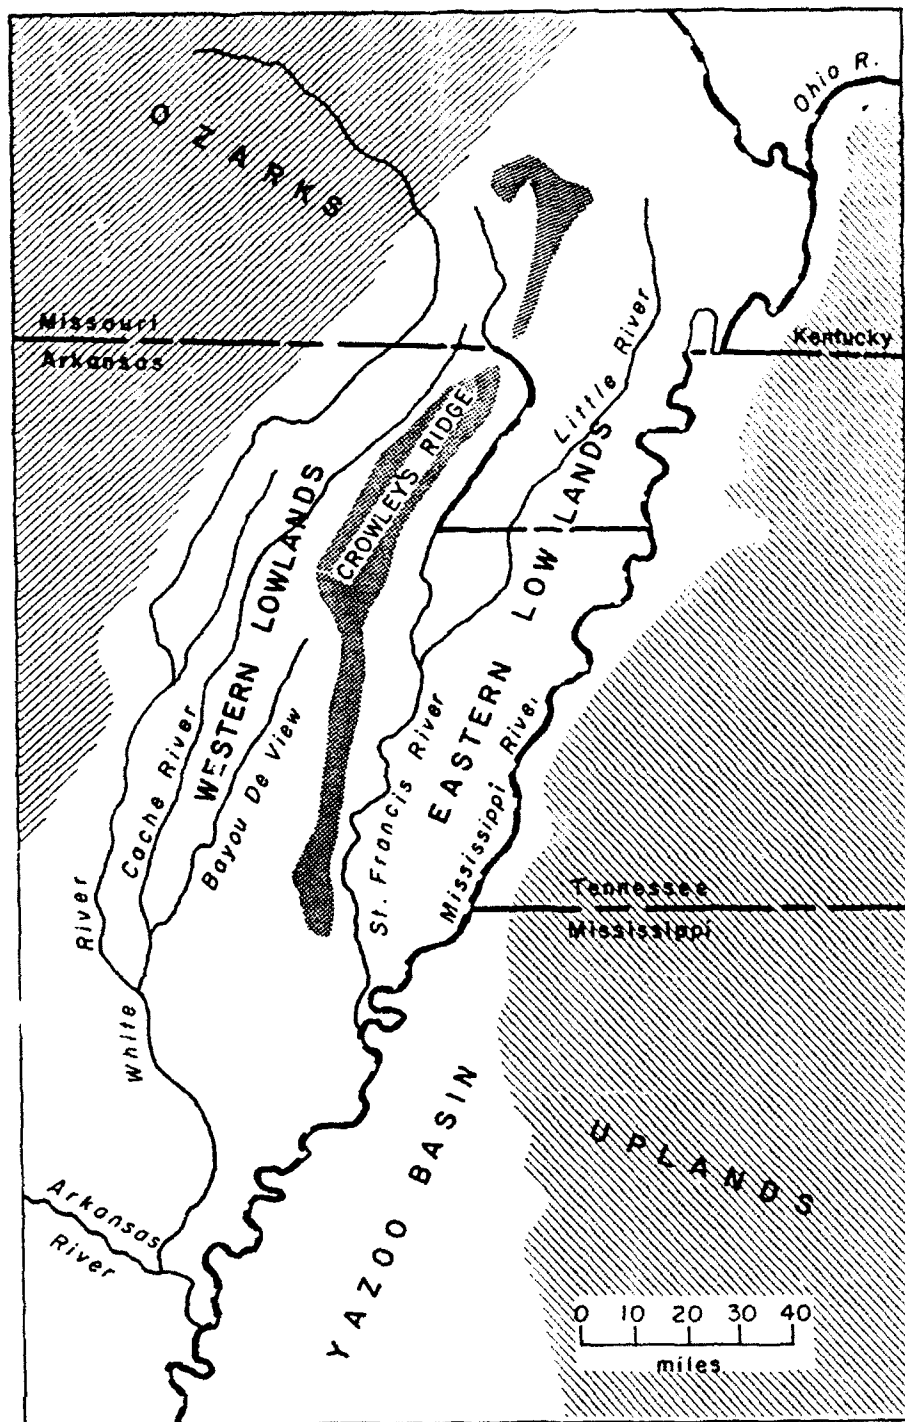 Ohio R.
OZARKS
Missouri
Arkansas
Kentucky
Little River
CROWLEYS RIDGE
WESTERN LOWLANDS
EASTERN LOWLANDS
Cache River
Bayou De View
St. Francis River
Mississippi River
Tennessee
Mississippi
White River
YAZOO BASIN
UPLANDS
Arkansas
River
0 10 20 30 40
miles